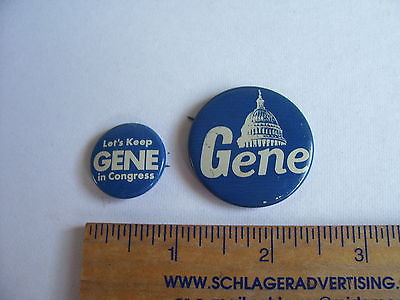 Let's Keep
GENE
in Congress
Gene
1 2 3
WWW.SCHLAGERADVERTISING.